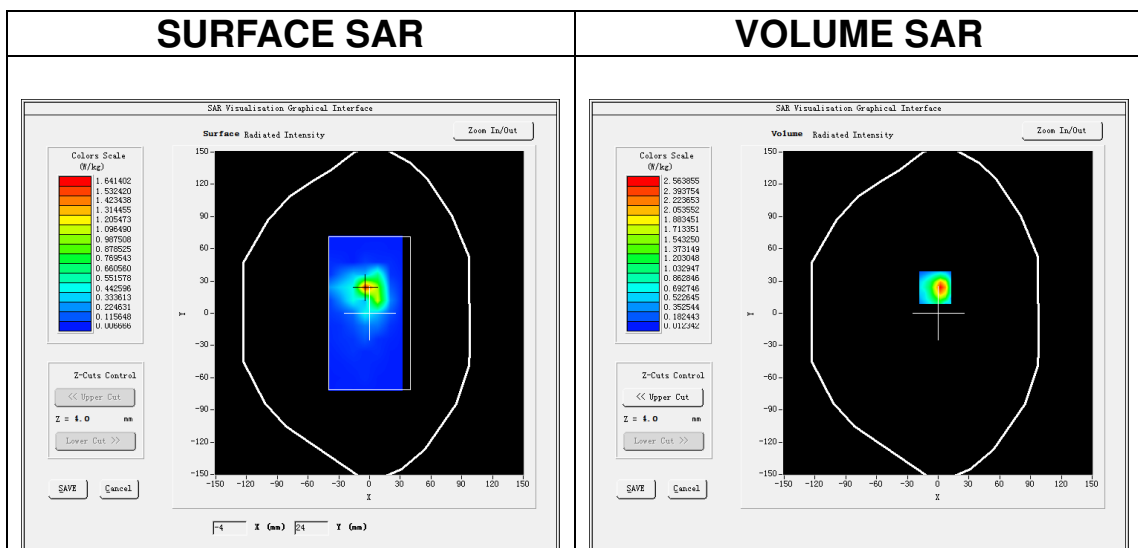 SURFACE SAR
VOLUME SAR
SAR Visualisation Graphical Interface
Surface Radiated Intensity
Zoom In/Out
Colors Scale
(W/kg)
1.641402
1.532420
1.423438
1.314455
1.205473
1.096490
0.987508
0.878525
0.769543
0.660560
0.551578
0.442596
0.333613
0.224631
0.115648
0.006666
150
120
90
60
30
0
-30
-60
-90
-120
-150
Y
-150 -120 -90 -60 -30 0 30 60 90 120 150
X
Z-Cuts Control
<< Upper Cut
Z = 4.0 mm
Lower Cut >>
SAVE Cancel
-4 X (mm) 24 Y (mm)
SAR Visualisation Graphical Interface
Volume Radiated Intensity
Zoom In/Out
Colors Scale
(W/kg)
2.563855
2.393754
2.223653
2.053552
1.883451
1.713351
1.543250
1.373149
1.203048
1.032947
0.862846
0.692746
0.522645
0.352544
0.182443
0.012342
150
120
90
60
30
0
-30
-60
-90
-120
-150
Y
-150 -120 -90 -60 -30 0 30 60 90 120 150
X
Z-Cuts Control
<< Upper Cut
Z = 4.0 mm
Lower Cut >>
SAVE Cancel